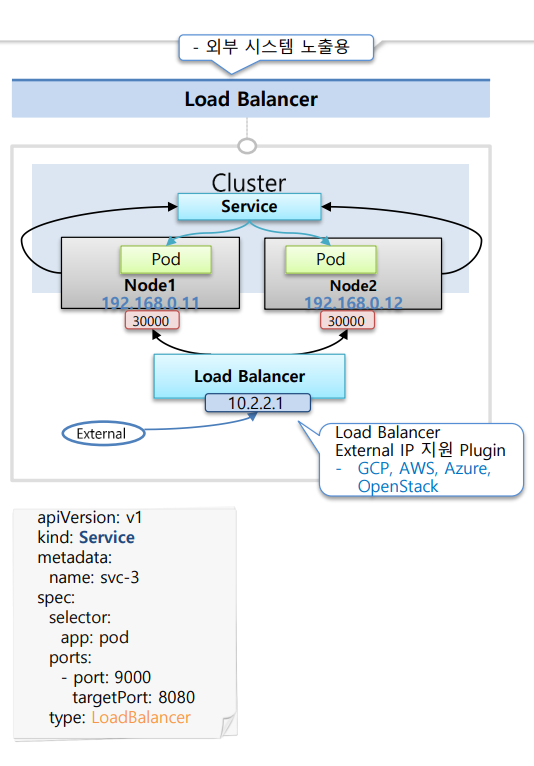 - 외부 시스템 노출용
Load Balancer
Cluster
Service
Pod
Pod
Node1
Node2
192.168.0.11
192.168.0.12
30000
30000
Load Balancer
10.2.2.1
External
Load Balancer
External IP 지원 Plugin
- GCP, AWS, Azure,
OpenStack
apiVersion: v1
kind: Service
metadata:
name: svc-3
spec:
selector:
app: pod
ports:
- port: 9000
targetPort: 8080
type: LoadBalancer